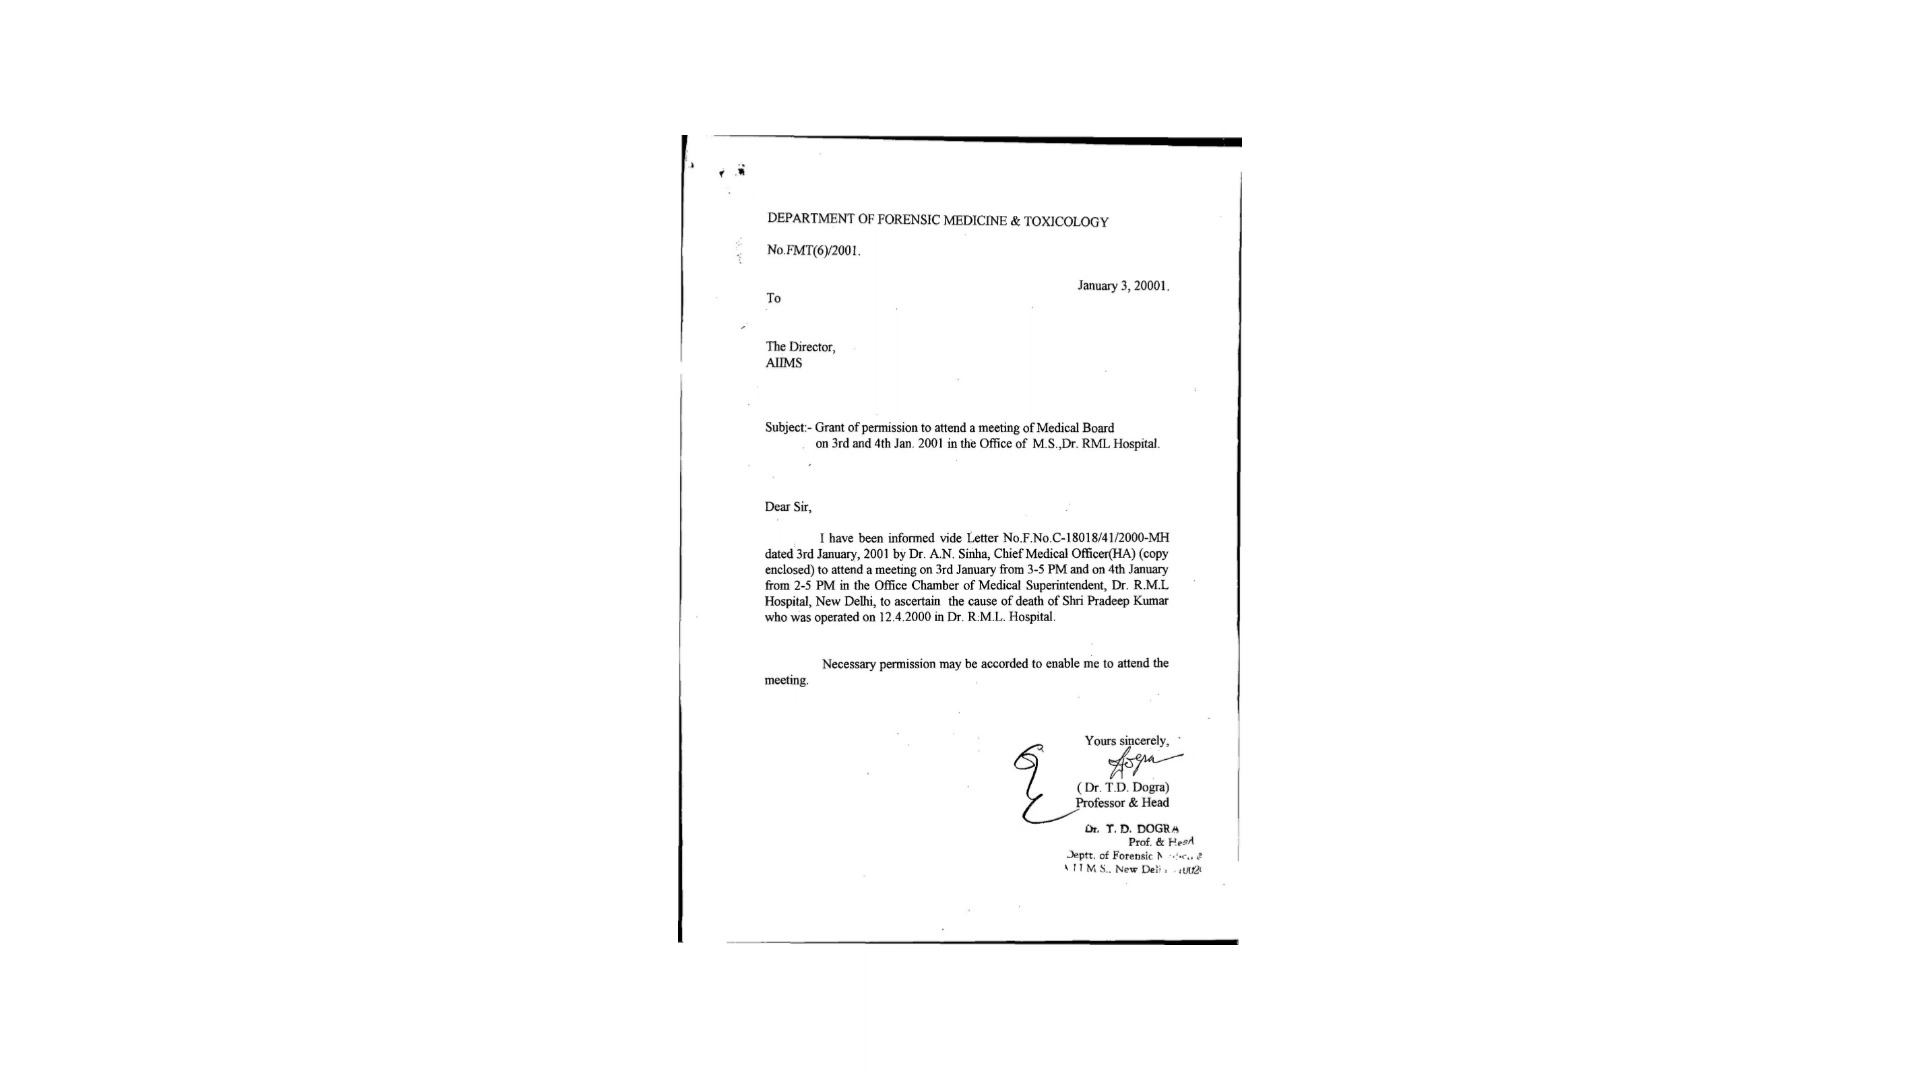 DEPARTMENT OF FORENSIC MEDICINE & TOXICOLOGY
No.FMT(6)/2001.
January 3, 20001.
To
The Director,
AIIMS
Subject:- Grant of permission to attend a meeting of Medical Board
on 3rd and 4th Jan. 2001 in the Office of M.S.,Dr. RML Hospital.
Dear Sir,
I have been informed vide Letter No.F.No.C-18018/41/2000-MH
dated 3rd January, 2001 by Dr. A.N. Sinha, Chief Medical Officer(HA) (copy
enclosed) to attend a meeting on 3rd January from 3-5 PM and on 4th January
from 2-5 PM in the Office Chamber of Medical Superintendent, Dr. R.M.L
Hospital, New Delhi, to ascertain the cause of death of Shri Pradeep Kumar
who was operated on 12.4.2000 in Dr. R.M.L. Hospital.
Necessary permission may be accorded to enable me to attend the
meeting.
Yours sincerely,
Dogra
( Dr. T.D. Dogra)
Professor & Head
Dr. T. D. DOGRA
Prof. & Head
Deptt. of Forensic
New